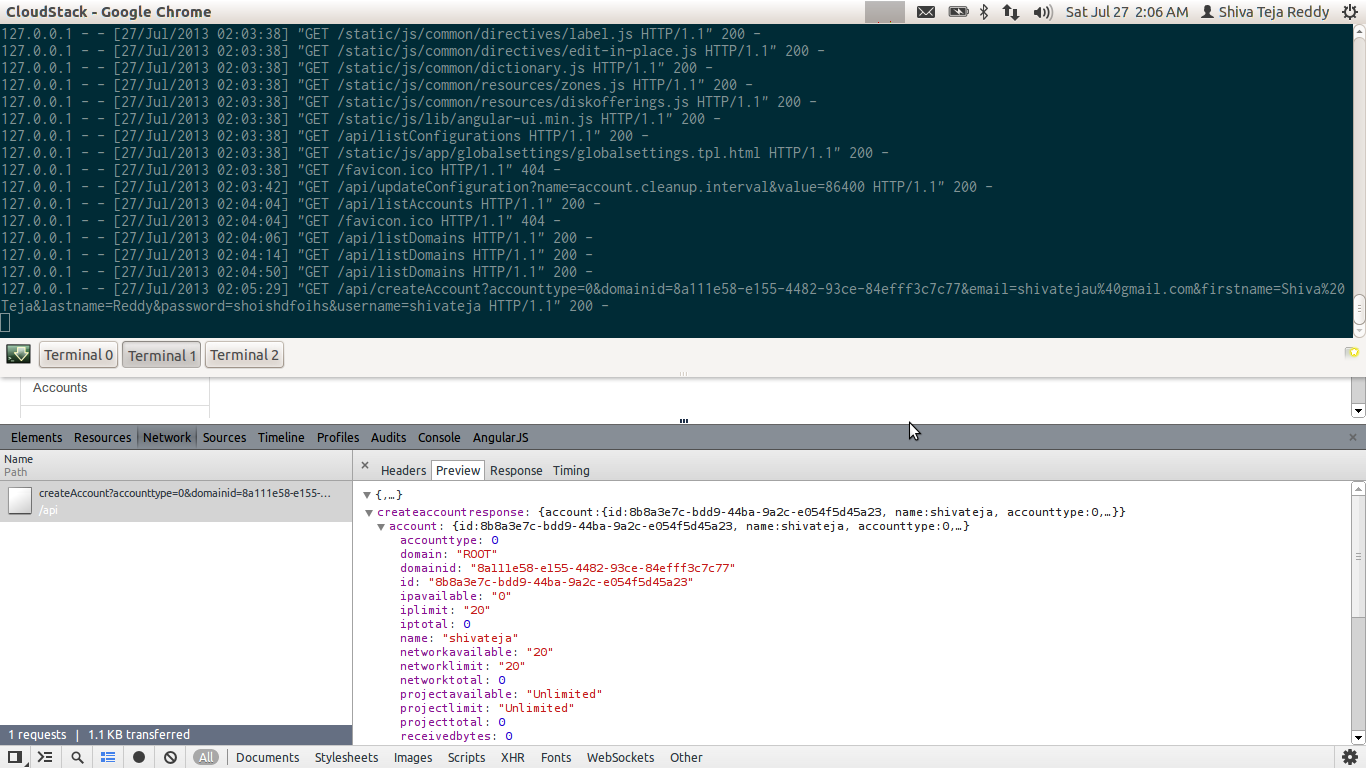 CloudStack - Google Chrome
Sat Jul 27 2:06 AM Shiva Teja Reddy
127.0.0.1 - - [27/Jul/2013 02:03:38] "GET /static/js/common/directives/label.js HTTP/1.1" 200 -
127.0.0.1 - - [27/Jul/2013 02:03:38] "GET /static/js/common/directives/edit-in-place.js HTTP/1.1" 200 -
127.0.0.1 - - [27/Jul/2013 02:03:38] "GET /static/js/common/dictionary.js HTTP/1.1" 200 -
127.0.0.1 - - [27/Jul/2013 02:03:38] "GET /static/js/common/resources/zones.js HTTP/1.1" 200 -
127.0.0.1 - - [27/Jul/2013 02:03:38] "GET /static/js/common/resources/diskofferings.js HTTP/1.1" 200 -
127.0.0.1 - - [27/Jul/2013 02:03:38] "GET /static/js/lib/angular-ui.min.js HTTP/1.1" 200 -
127.0.0.1 - - [27/Jul/2013 02:03:38] "GET /api/listConfigurations HTTP/1.1" 200 -
127.0.0.1 - - [27/Jul/2013 02:03:38] "GET /static/js/app/globalsettings/globalsettings.tpl.html HTTP/1.1" 200 -
127.0.0.1 - - [27/Jul/2013 02:03:38] "GET /favicon.ico HTTP/1.1" 404 -
127.0.0.1 - - [27/Jul/2013 02:03:42] "GET /api/updateConfiguration?name=account.cleanup.interval&value=86400 HTTP/1.1" 200 -
127.0.0.1 - - [27/Jul/2013 02:04:04] "GET /api/listAccounts HTTP/1.1" 200 -
127.0.0.1 - - [27/Jul/2013 02:04:04] "GET /favicon.ico HTTP/1.1" 404 -
127.0.0.1 - - [27/Jul/2013 02:04:06] "GET /api/listDomains HTTP/1.1" 200 -
127.0.0.1 - - [27/Jul/2013 02:04:14] "GET /api/listDomains HTTP/1.1" 200 -
127.0.0.1 - - [27/Jul/2013 02:04:50] "GET /api/listDomains HTTP/1.1" 200 -
127.0.0.1 - - [27/Jul/2013 02:05:29] "GET /api/createAccount?accounttype=0&domainid=8a111e58-e155-4482-93ce-84efff3c7c77&email=shivatejau%40gmail.com&firstname=Shiva%20
Teja&lastname=Reddy&password=shoishdfoihs&username=shivateja HTTP/1.1" 200 -
Terminal 0 Terminal 1 Terminal 2
Accounts
Elements Resources Network Sources Timeline Profiles Audits Console AngularJS
Name
Path
createAccount?accounttype=0&domainid=8a111e58-e155-...
/api
Headers Preview Response Timing
{,…}
createaccountresponse: {account:{id:8b8a3e7c-bdd9-44ba-9a2c-e054f5d45a23, name:shivateja, accounttype:0,…}}
account: {id:8b8a3e7c-bdd9-44ba-9a2c-e054f5d45a23, name:shivateja, accounttype:0,…}
accounttype: 0
domain: "ROOT"
domainid: "8a111e58-e155-4482-93ce-84efff3c7c77"
id: "8b8a3e7c-bdd9-44ba-9a2c-e054f5d45a23"
ipavailable: "0"
iplimit: "20"
iptotal: 0
name: "shivateja"
networkavailable: "20"
networklimit: "20"
networktotal: 0
projectavailable: "Unlimited"
projectlimit: "Unlimited"
projecttotal: 0
receivedbytes: 0
1 requests | 1.1 KB transferred
All Documents Stylesheets Images Scripts XHR Fonts WebSockets Other